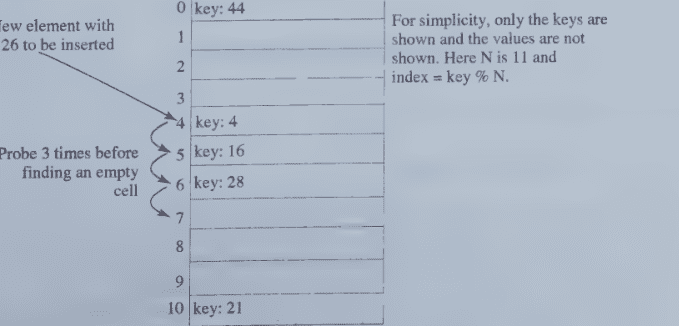 0 key: 44
1
2
3
4 key: 4
5 key: 16
6 key: 28
7
8
9
10 key: 21
ew element with
26 to be inserted
Probe 3 times before
finding an empty
cell
For simplicity, only the keys are
shown and the values are not
shown. Here N is 11 and
index = key % N.